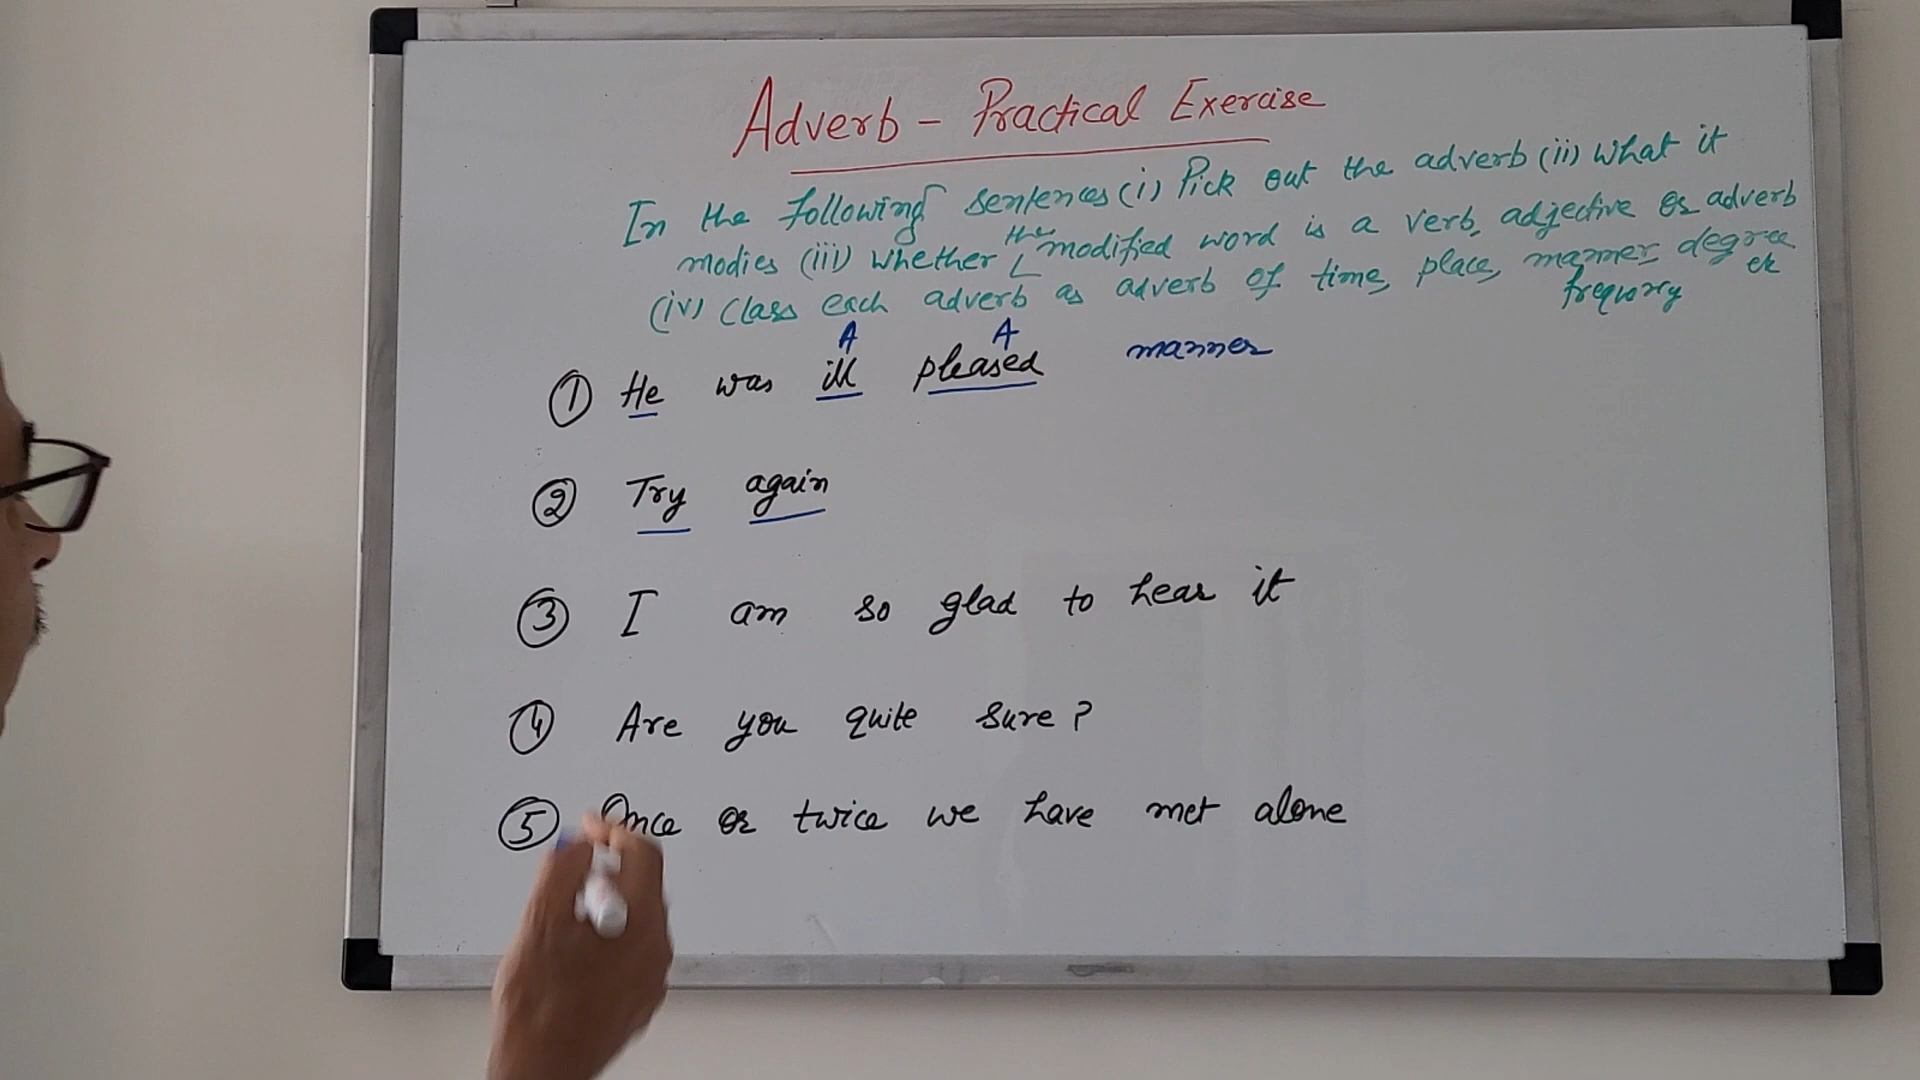 Adverb - Practical Exercise
In the following sentences (i) Pick out the adverb (ii) what it
modies (iii) whether the modified word is a verb, adjective or adverb
(iv) Class each adverb as adverb of time, place, manner, degree or
frequency
A A
① He was ill pleased manner
② Try again
③ I am so glad to hear it
④ Are you quite sure?
⑤ Once or twice we have met alone